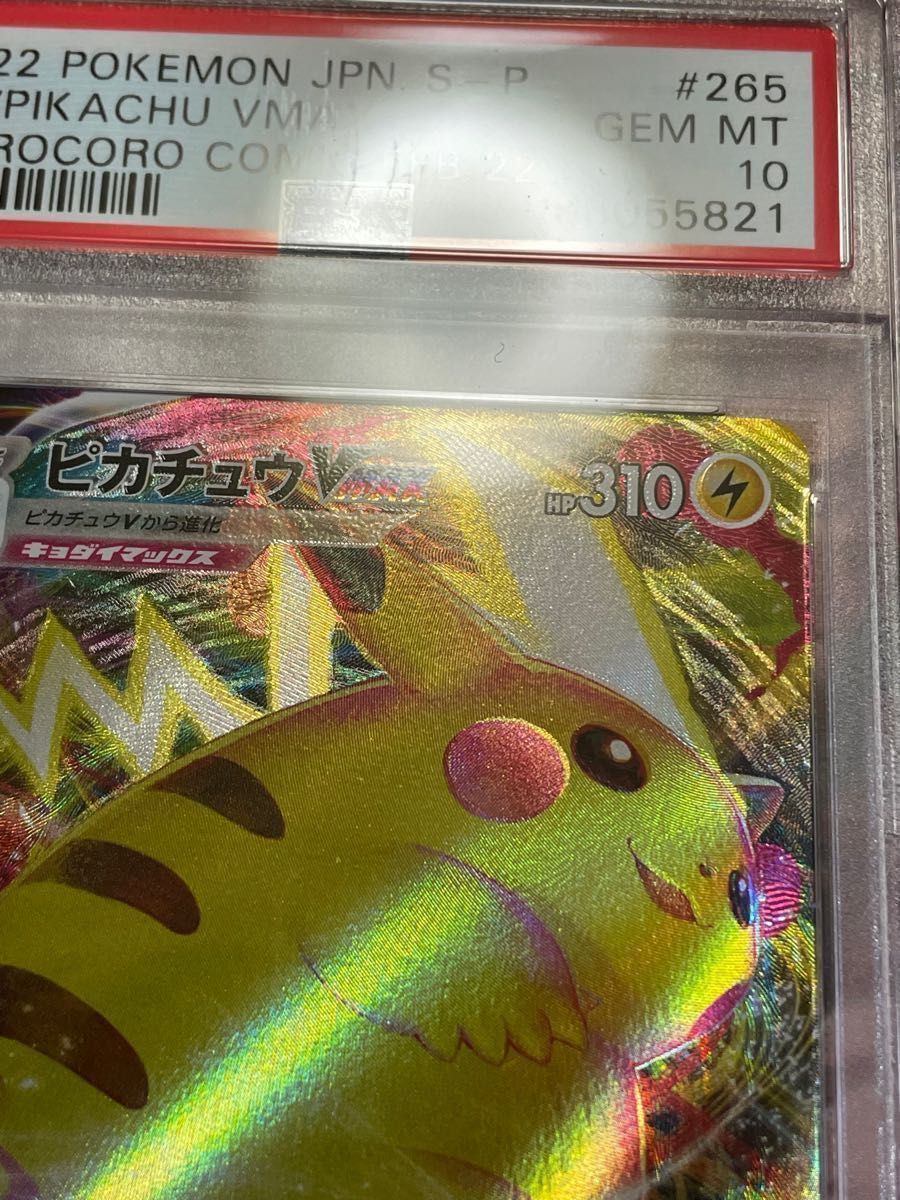 22 POKEMON JPN. S-P #265
/PIKACHU VMA GEM MT
ROCORO COM 22 10
055821
ピカチュウV HP310
ピカチュウVから進化
キョダイマックス